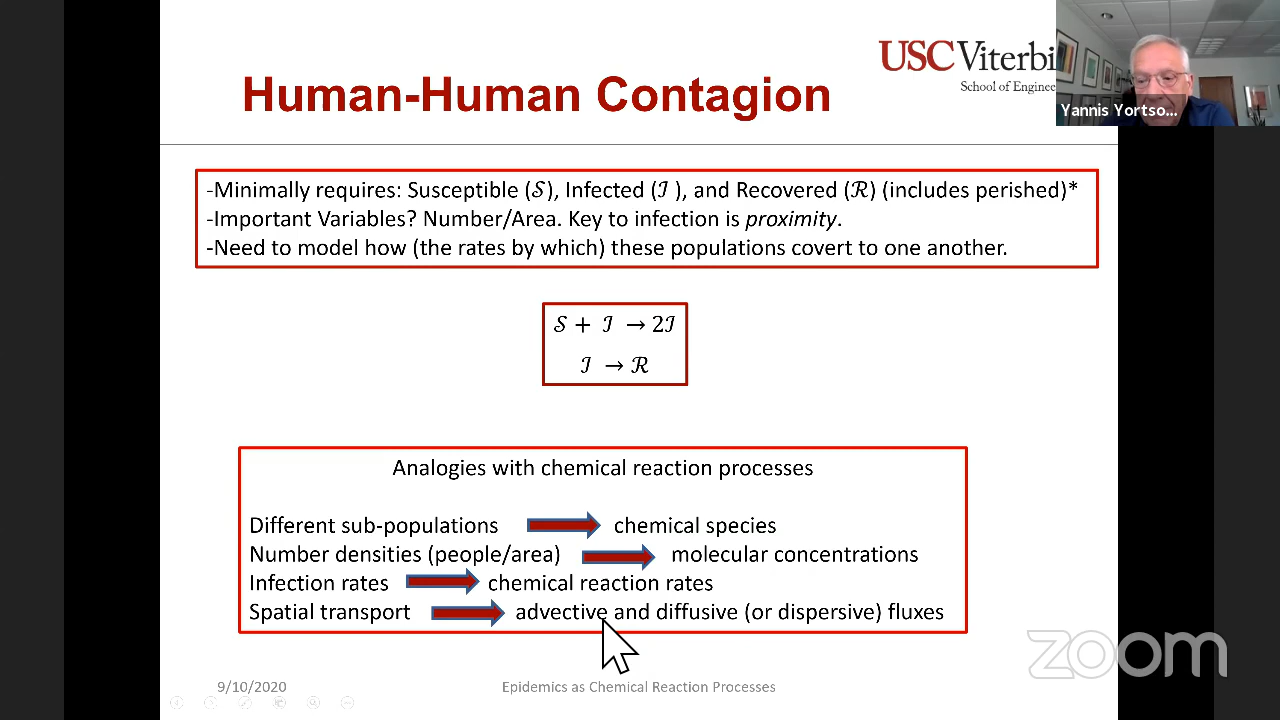 USC Viterbi
School of Enginee
Yannis Yortso...
Human-Human Contagion
-Minimally requires: Susceptible (𝒮), Infected (ℐ ), and Recovered (ℛ) (includes perished)*
-Important Variables? Number/Area. Key to infection is proximity.
-Need to model how (the rates by which) these populations covert to one another.
𝒮 + ℐ → 2ℐ
ℐ → ℛ
Analogies with chemical reaction processes
Different sub-populations chemical species
Number densities (people/area) molecular concentrations
Infection rates chemical reaction rates
Spatial transport advective and diffusive (or dispersive) fluxes
zoom
9/10/2020 Epidemics as Chemical Reaction Processes